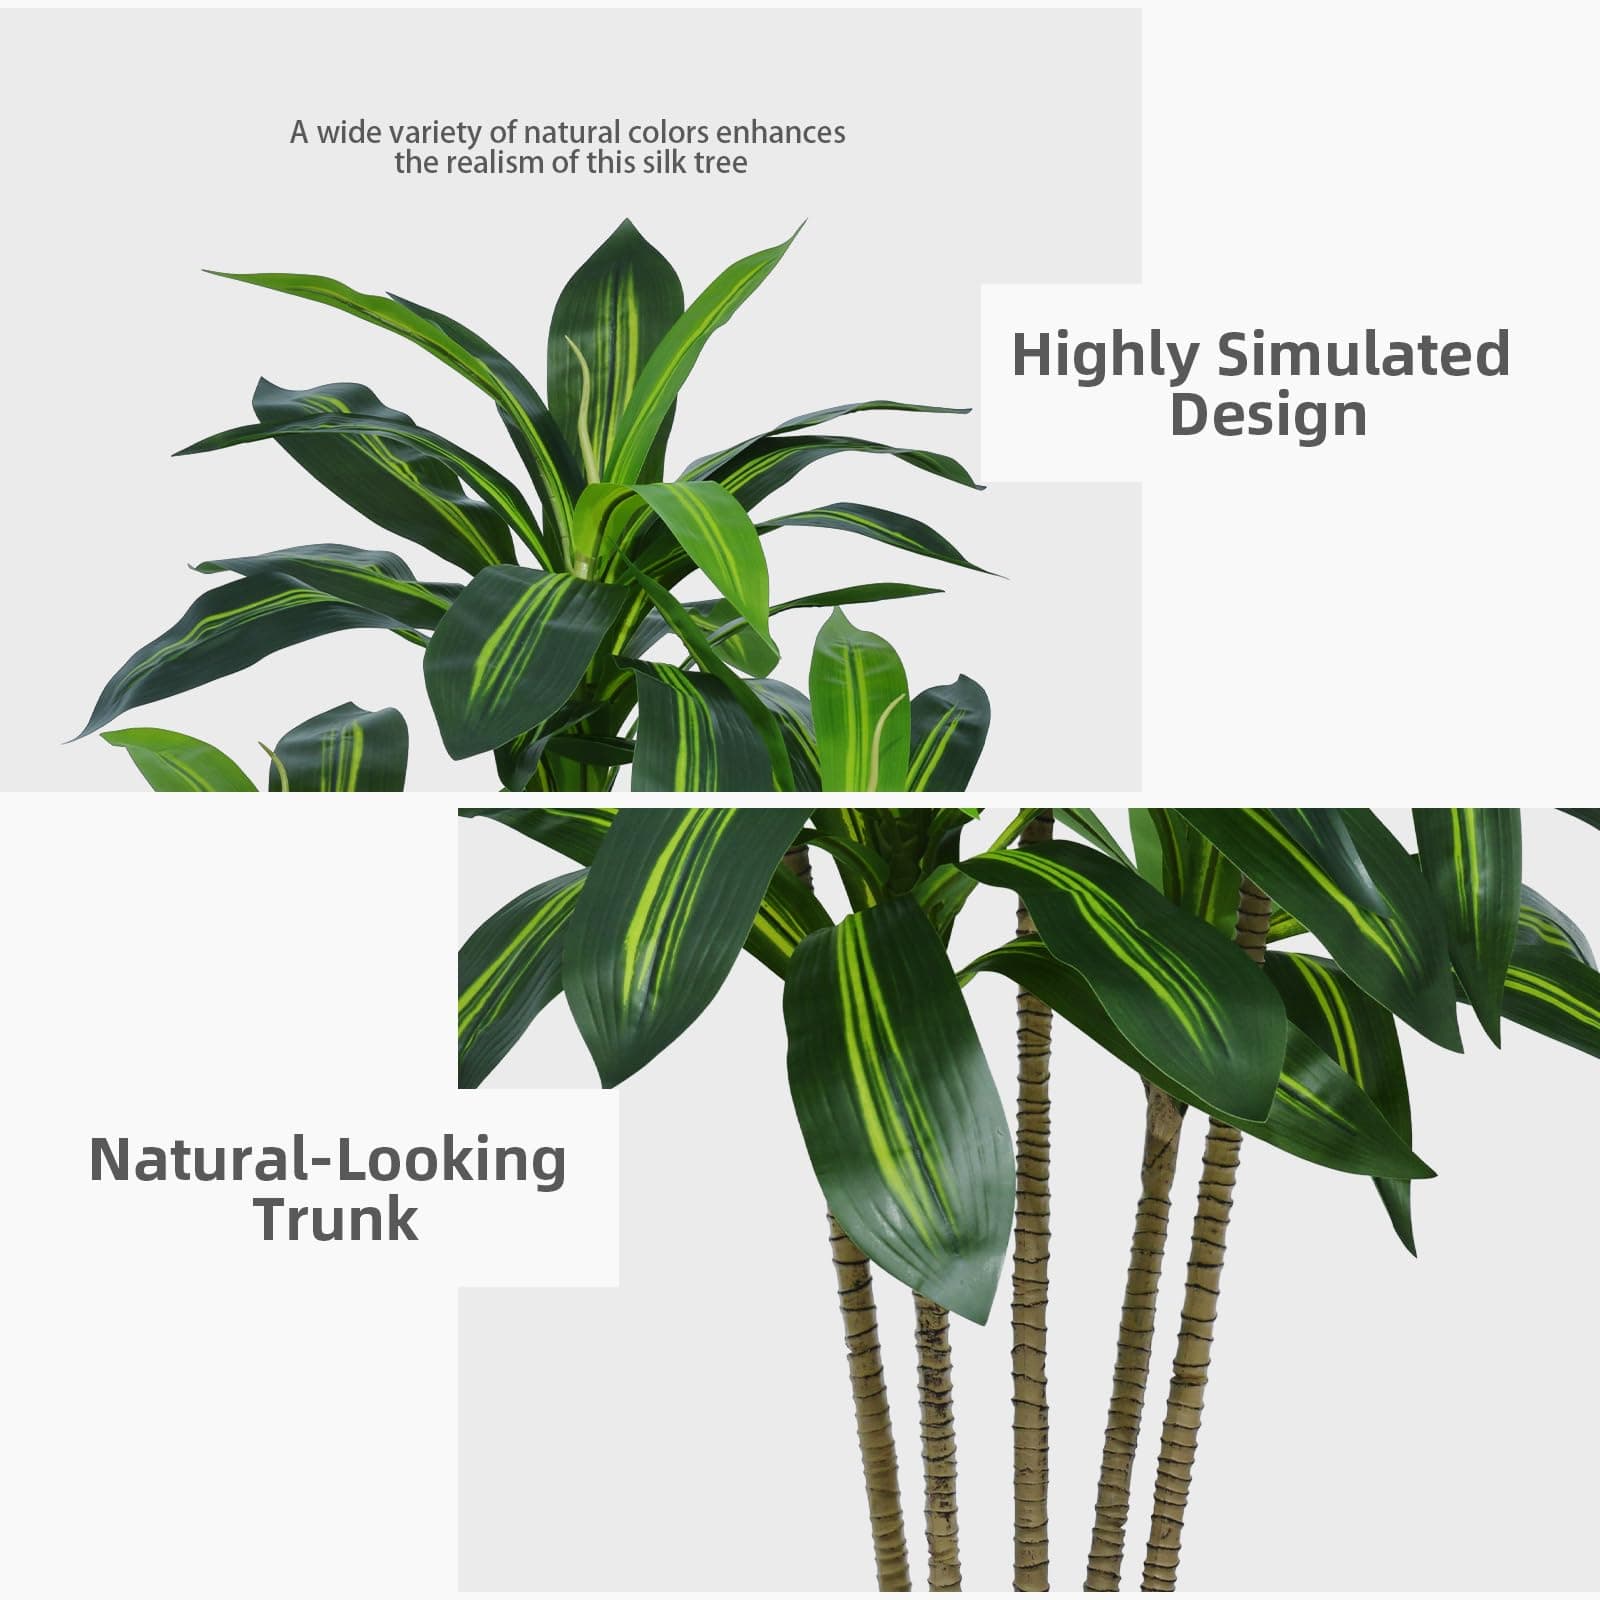 A wide variety of natural colors enhances
the realism of this silk tree
Highly Simulated
Design
Natural-Looking
Trunk